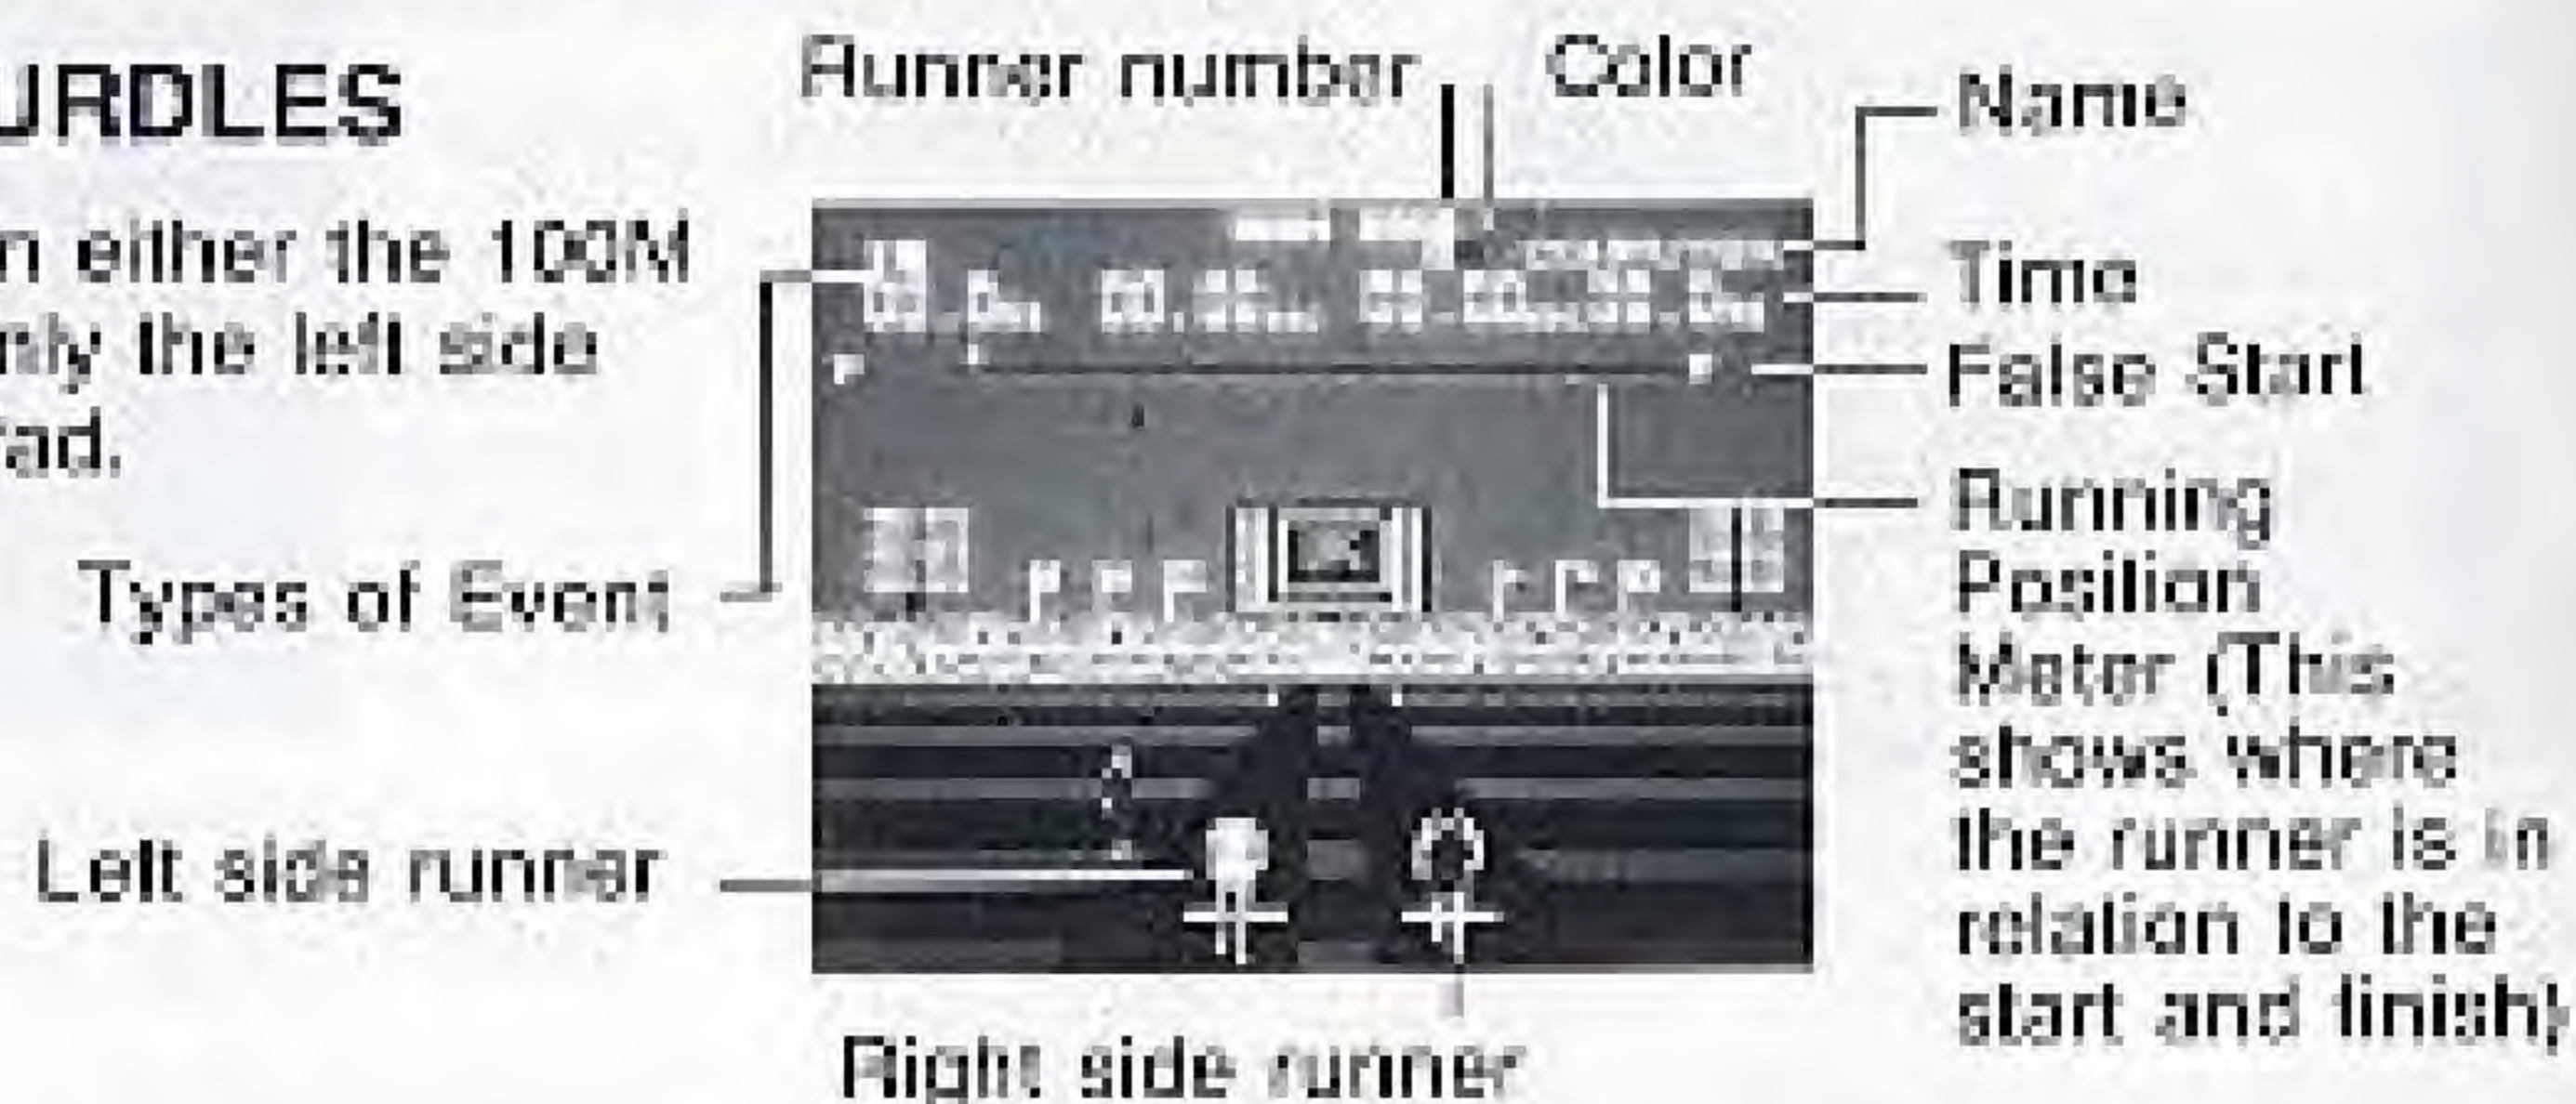 URDLES
n either the 100M
nly the left side
ad.
Runner number
Color
Name
Time
False Start
Running
Position
Meter (This
shows where
the runner is in
relation to the
start and finish)
Types of Event
Left side runner
Right side runner